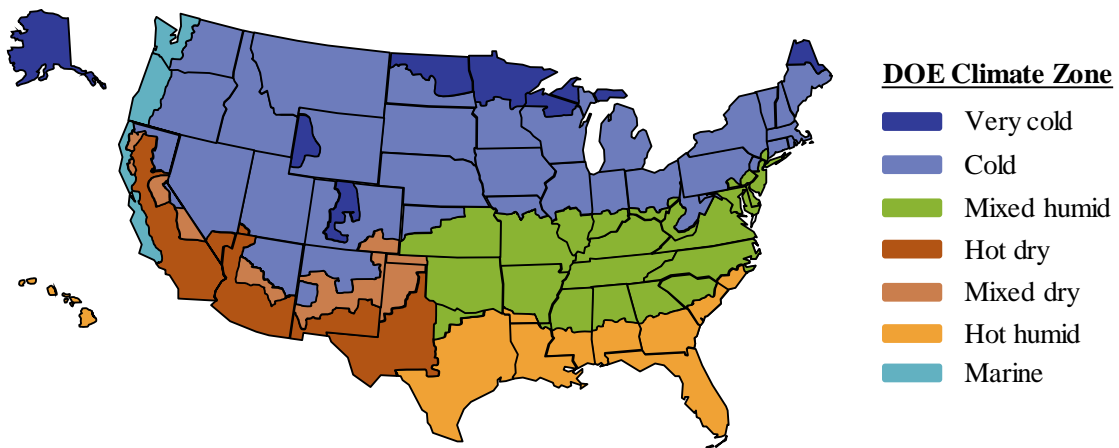 DOE Climate Zone
Very cold
Cold
Mixed humid
Hot dry
Mixed dry
Hot humid
Marine